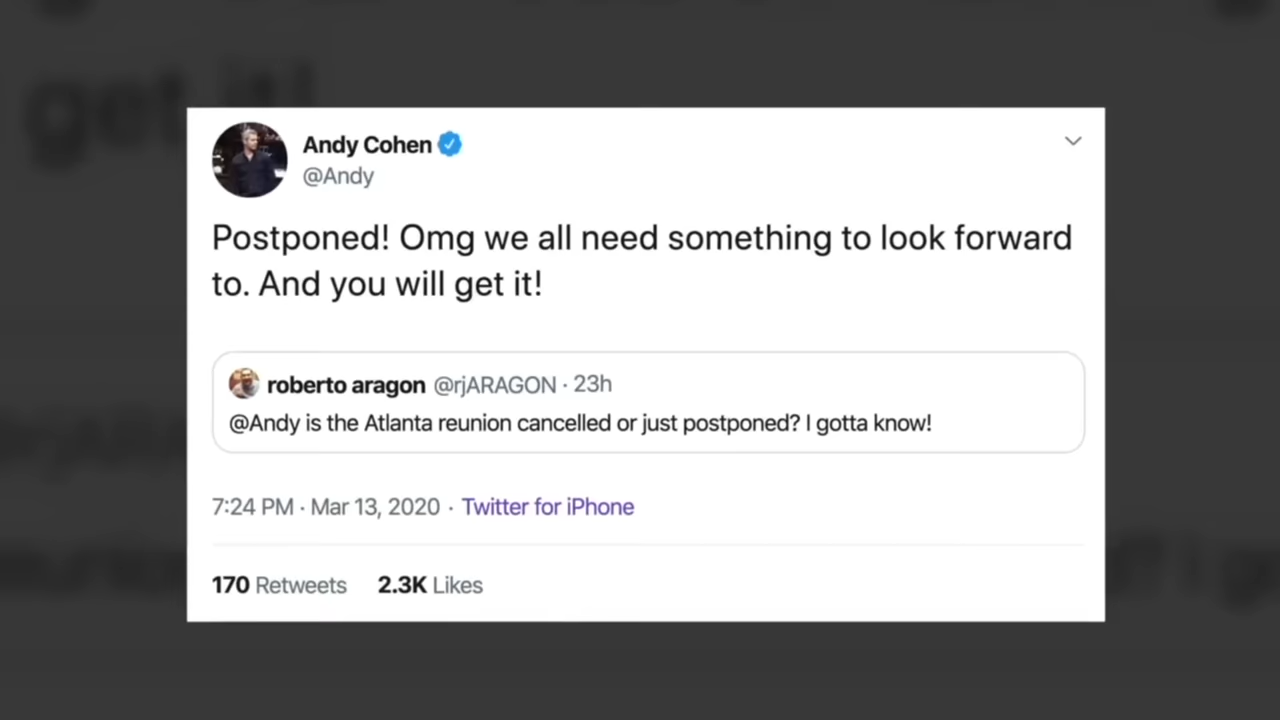 get it!
Andy Cohen
@Andy
Postponed! Omg we all need something to look forward
to. And you will get it!
roberto aragon @rjARAGON · 23h
@Andy is the Atlanta reunion cancelled or just postponed? I gotta know!
7:24 PM · Mar 13, 2020 · Twitter for iPhone
170 Retweets 2.3K Likes